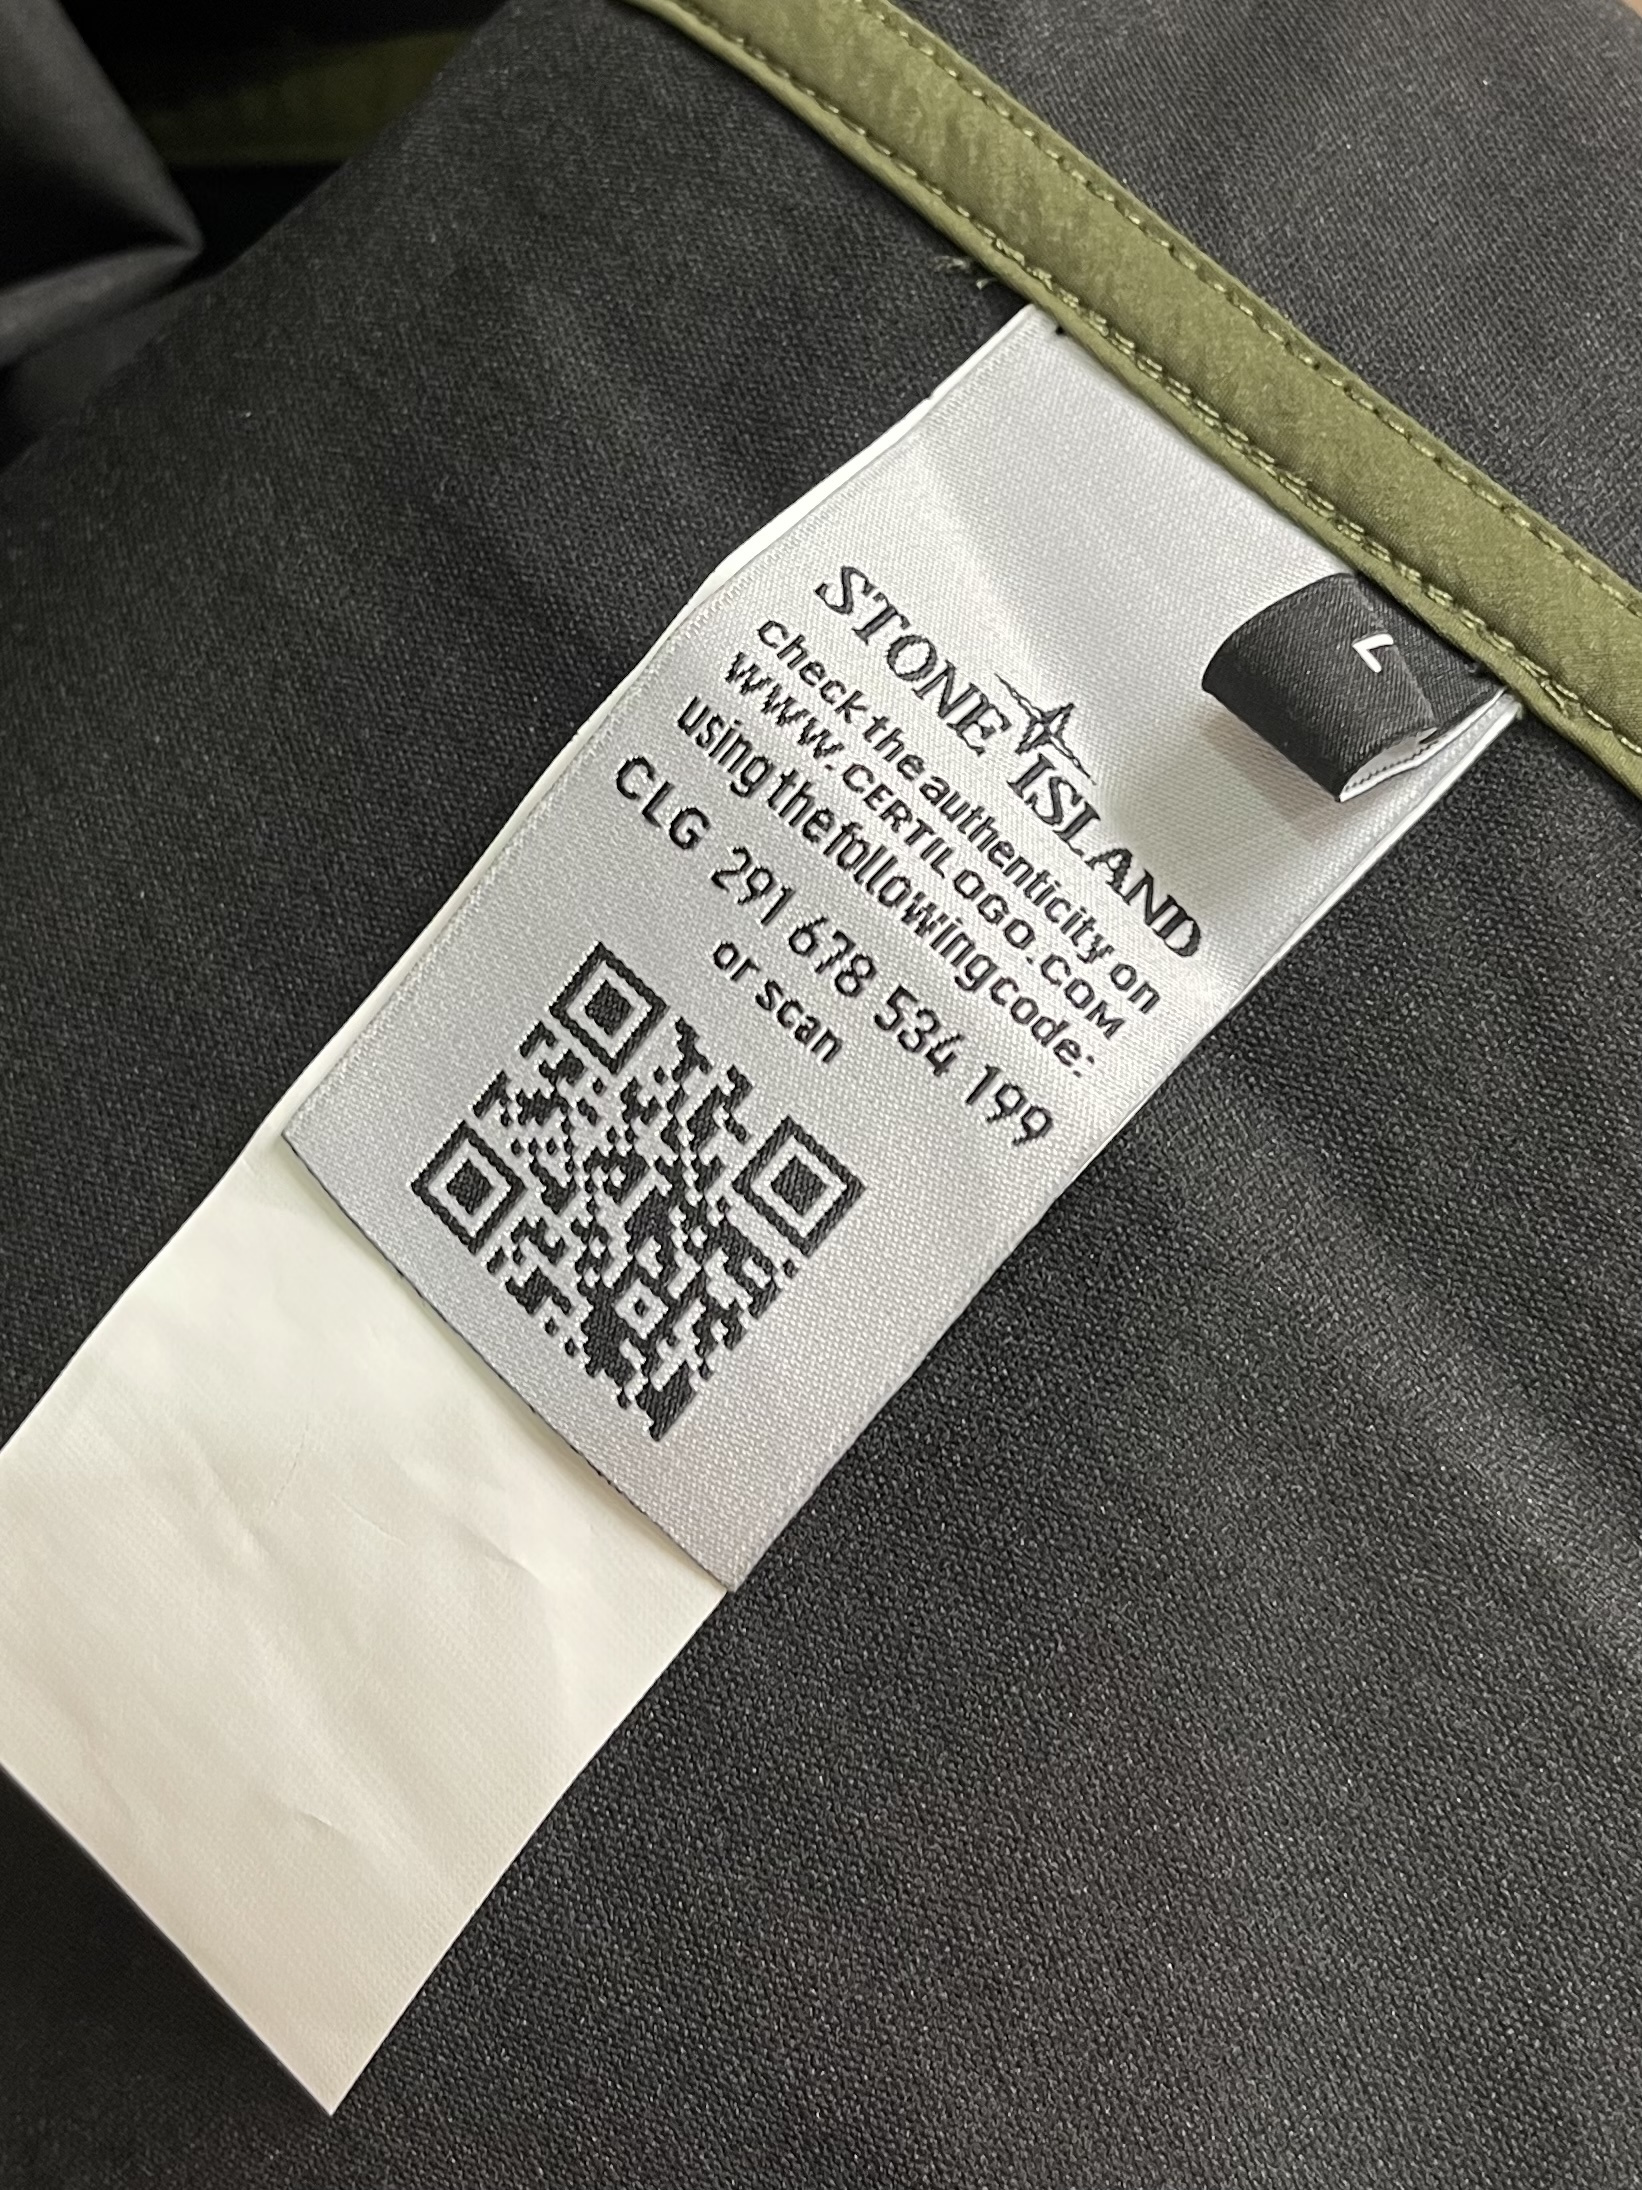 STONE ISLAND
check the authenticity on
WWW.CERTILOGO.COM
using the following code:
CLG 291 678 534 199
or scan
L